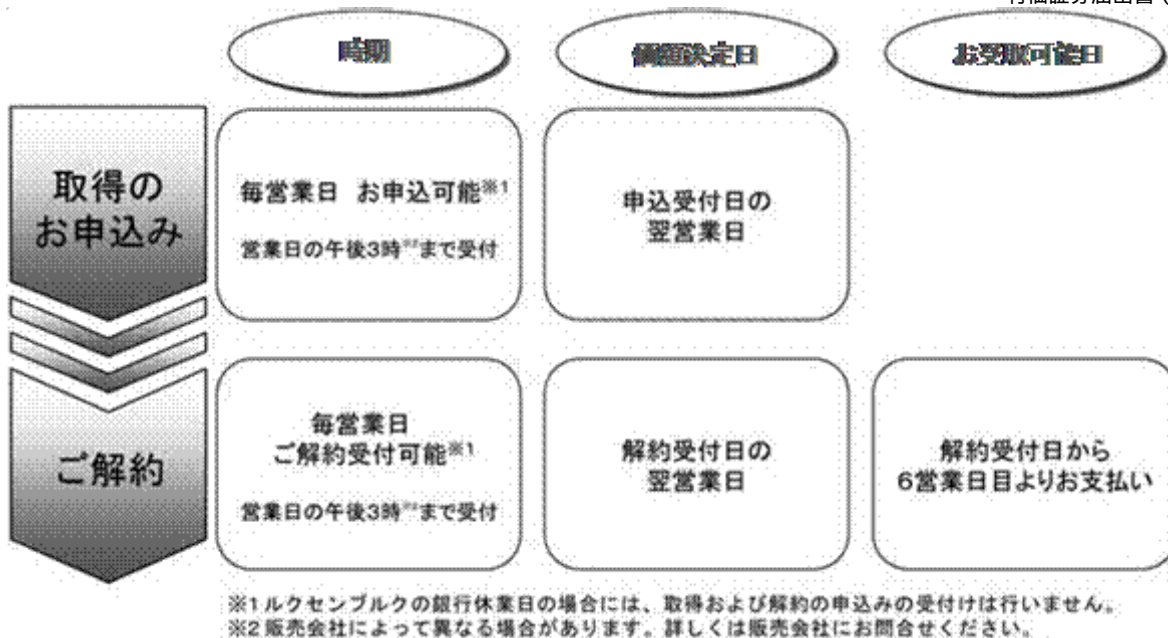 時期
価額決定日
お受取可能日
取得の
お申込み
毎営業日 お申込可能※1
営業日の午後3時※2まで受付
申込受付日の
翌営業日
ご解約
毎営業日
ご解約受付可能※1
営業日の午後3時※2まで受付
解約受付日の
翌営業日
解約受付日から
6営業日目よりお支払い
※1 ルクセンブルクの銀行休業日の場合には、取得および解約の申込みの受付けは行いません。
※2 販売会社によって異なる場合があります。詳しくは販売会社にお問合せください。